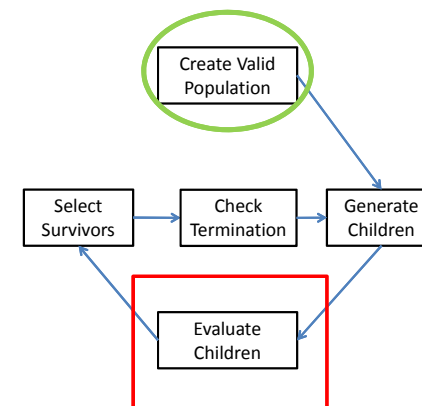 Create Valid
Population
Select
Survivors
Check
Termination
Generate
Children
Evaluate
Children